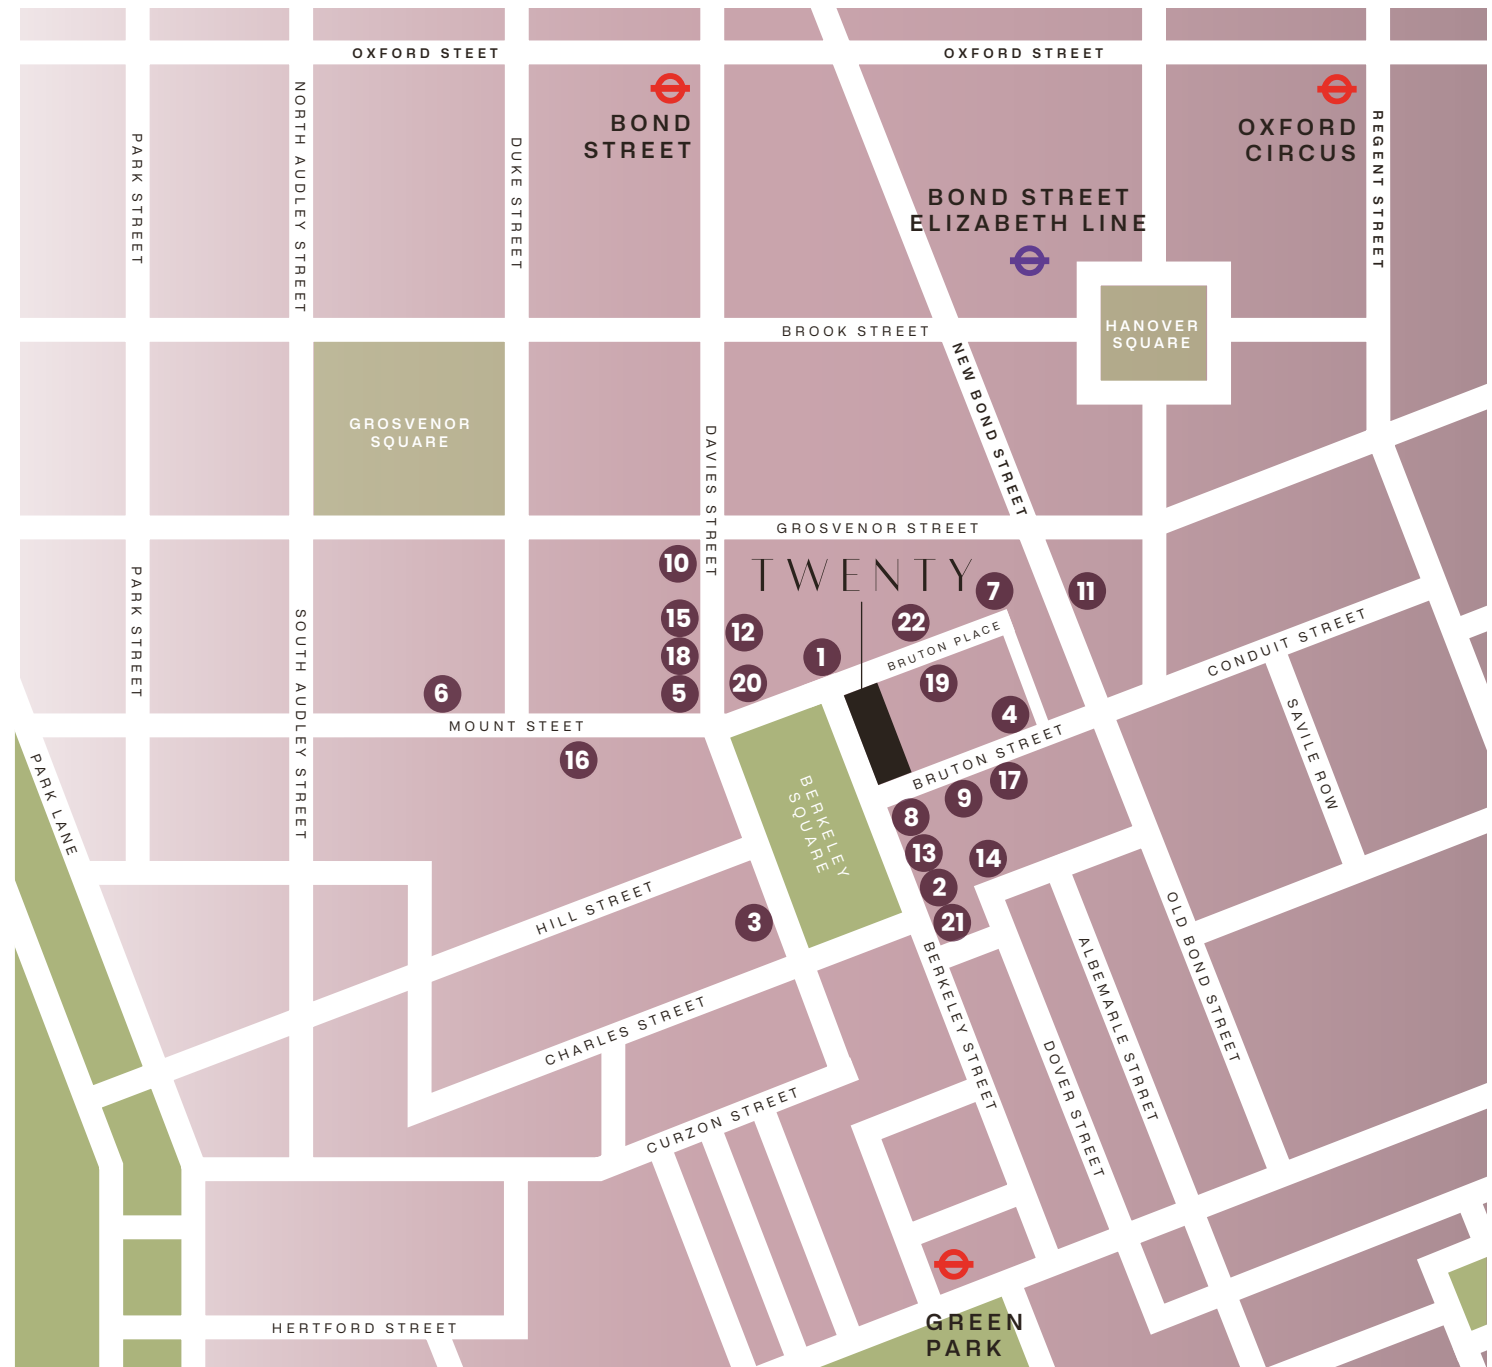 OXFORD STEET
OXFORD STREET
BOND
STREET
OXFORD
CIRCUS
PARK STREET
NORTH AUDLEY STREET
DUKE STREET
REGENT STREET
BOND STREET
ELIZABETH LINE
BROOK STREET
HANOVER
SQUARE
NEW BOND STREET
GROSVENOR
SQUARE
DAVIES STREET
GROSVENOR STREET
TWENTY
10
7
11
15
12
22
BRUTON PLACE
PARK STREET
SOUTH AUDLEY STREET
18
1
CONDUIT STREET
6
5
20
19
4
SAVILE ROW
MOUNT STEET
16
BRUTON STREET
17
9
8
PARK LANE
BERKELEY
SQUARE
13
14
2
21
3
HILL STREET
OLD BOND STREET
ALBEMARLE STRRET
BERKELEY STREET
CHARLES STREET
DOVER STREET
CURZON STREET
HERTFORD STREET
GREEN
PARK